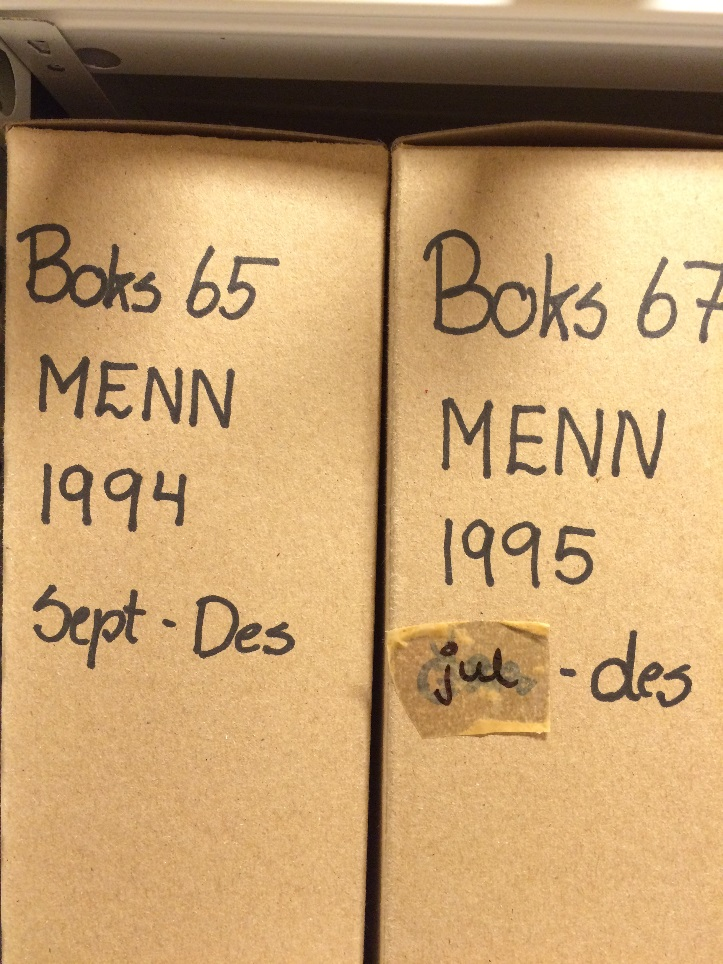 Boks 65
MENN
1994
Sept - Des
Boks 67
MENN
1995
jul - des